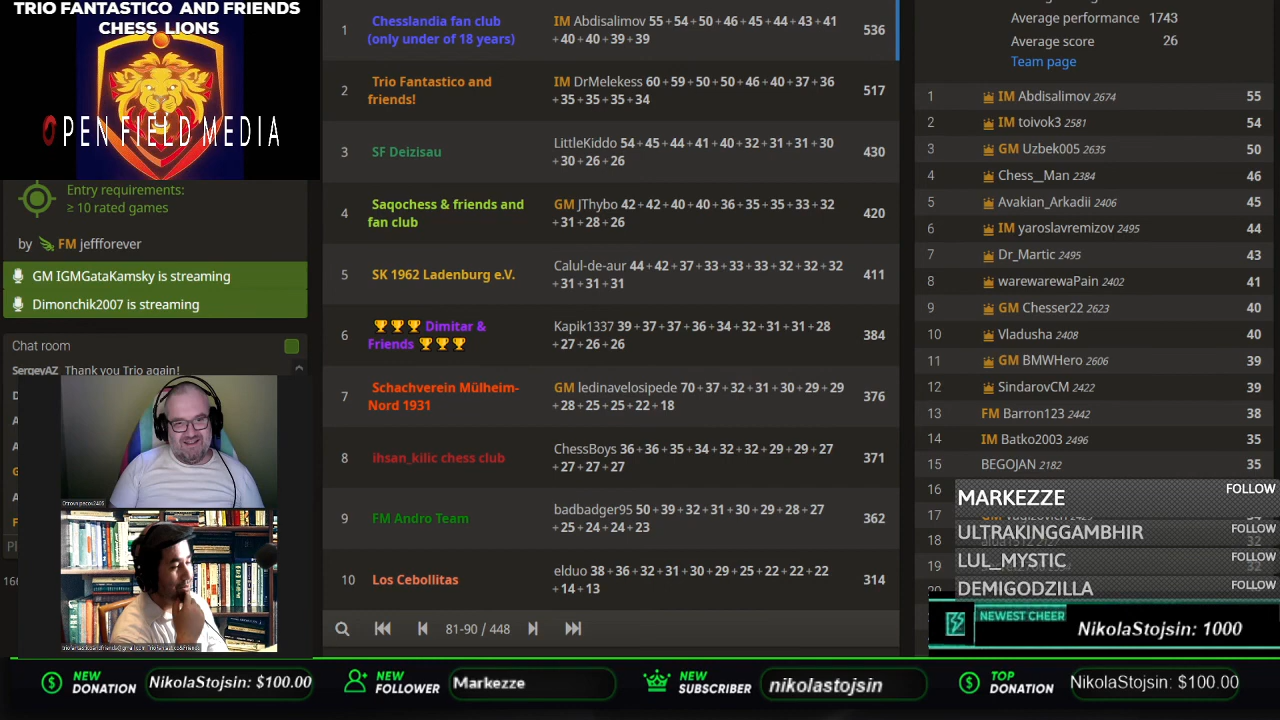 TRIO FANTASTICO AND FRIENDS
CHESS LIONS
OPEN FIELD MEDIA
Entry requirements:
≥ 10 rated games
by FM jeffforever
GM IGMGataKamsky is streaming
Dimonchik2007 is streaming
Chat room
SergeyAZ Thank you Trio again!
1 Chesslandia fan club
(only under of 18 years)
IM Abdisalimov 55+54+50+46+45+44+43+41
+40+40+39+39
536
2 Trio Fantastico and
friends!
IM DrMelekess 60+59+50+50+46+40+37+36
+35+35+35+34
517
3 SF Deizisau
LittleKiddo 54+45+44+41+40+32+31+31+30
+30+26+26
430
4 Saqochess & friends and
fan club
GM JThybo 42+42+40+40+36+35+35+33+32
+31+28+26
420
5 SK 1962 Ladenburg e.V.
Calul-de-aur 44+42+37+33+33+33+32+32+32
+31+31+31
411
6 🏆🏆🏆 Dimitar &
Friends 🏆🏆🏆
Kapik1337 39+37+37+36+34+32+31+31+28
+27+26+26
384
7 Schachverein Mülheim-
Nord 1931
GM ledinavelosipede 70+37+32+31+30+29+29
+28+25+25+22+18
376
8 ihsan_kilic chess club
ChessBoys 36+36+35+34+32+32+29+29+27
+27+27+27
371
9 FM Andro Team
badbadger95 50+39+32+31+30+29+28+27
+25+24+24+23
362
10 Los Cebollitas
elduo 38+36+32+31+30+29+25+22+22+22
+14+13
314
81-90 / 448
Average performance 1743
Average score 26
Team page
1 IM Abdisalimov 2674 55
2 IM toivok3 2581 54
3 GM Uzbek005 2635 50
4 Chess__Man 2384 46
5 Avakian_Arkadii 2406 45
6 IM yaroslavremizov 2495 44
7 Dr_Martic 2495 43
8 warewarewaPain 2402 41
9 GM Chesser22 2623 40
10 Vladusha 2408 40
11 GM BMWHero 2606 39
12 SindarovCM 2422 39
13 FM Barron123 2442 38
14 IM Batko2003 2496 35
15 BEGOJAN 2182 35
16
17
18
19
20
MARKEZZE FOLLOW
ULTRAKINGGAMBHIR FOLLOW
LUL_MYSTIC FOLLOW
DEMIGODZILLA FOLLOW
NEWEST CHEER
NikolaStojsin: 1000
NEW
DONATION
NikolaStojsin: $100.00
NEW
FOLLOWER
Markezze
NEW
SUBSCRIBER
nikolastojsin
TOP
DONATION
NikolaStojsin: $100.00